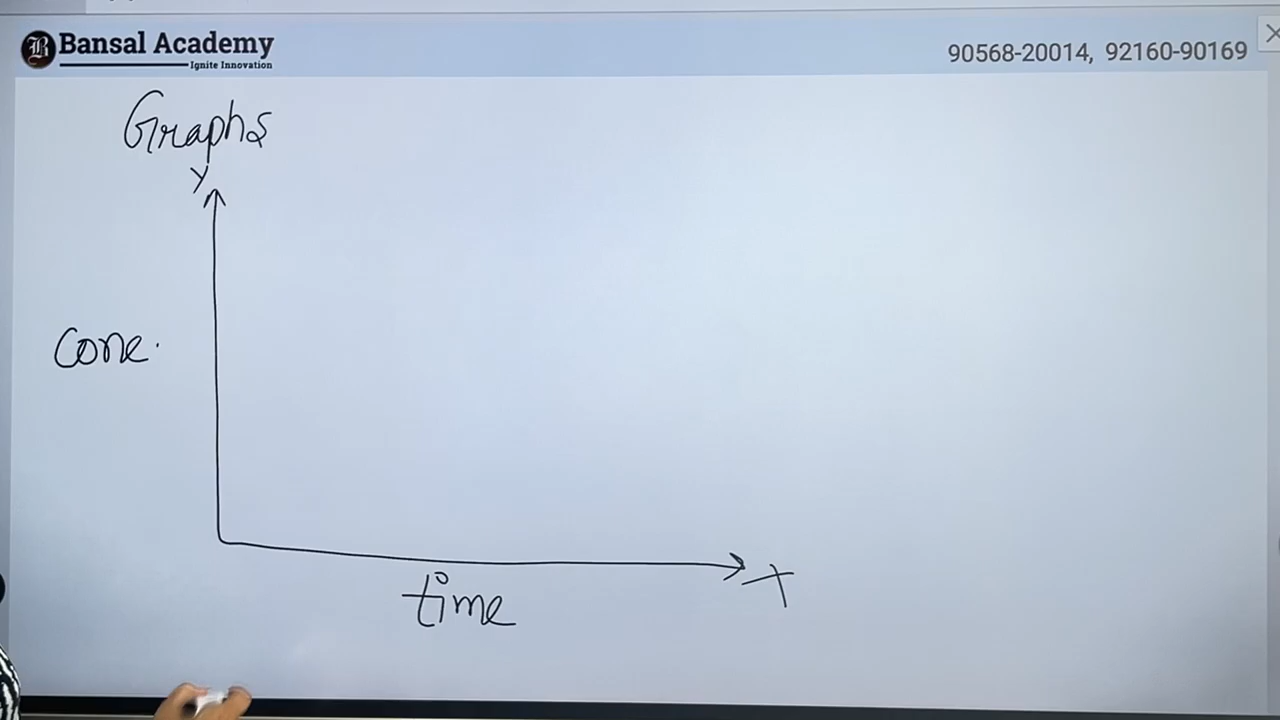 Bansal Academy
Ignite Innovation
90568-20014, 92160-90169
Graphs
Y
Conc.
time
X